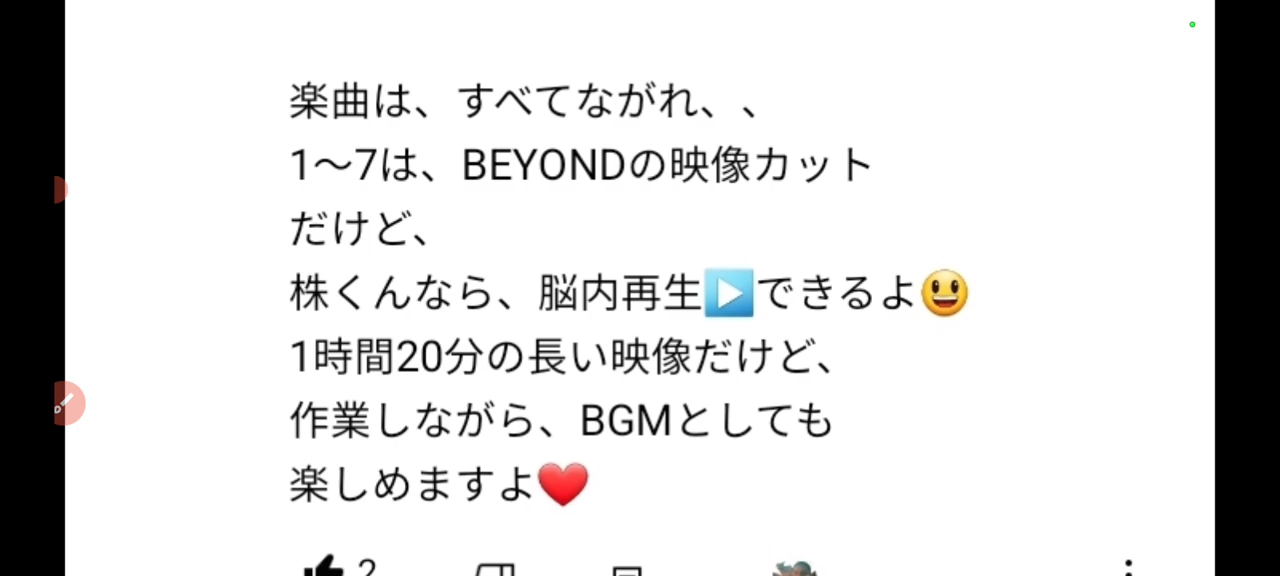 楽曲は、すべてながれ、、
1〜7は、BEYONDの映像カット
だけど、
株くんなら、脳内再生▶️できるよ😃
1時間20分の長い映像だけど、
作業しながら、BGMとしても
楽しめますよ❤️
2